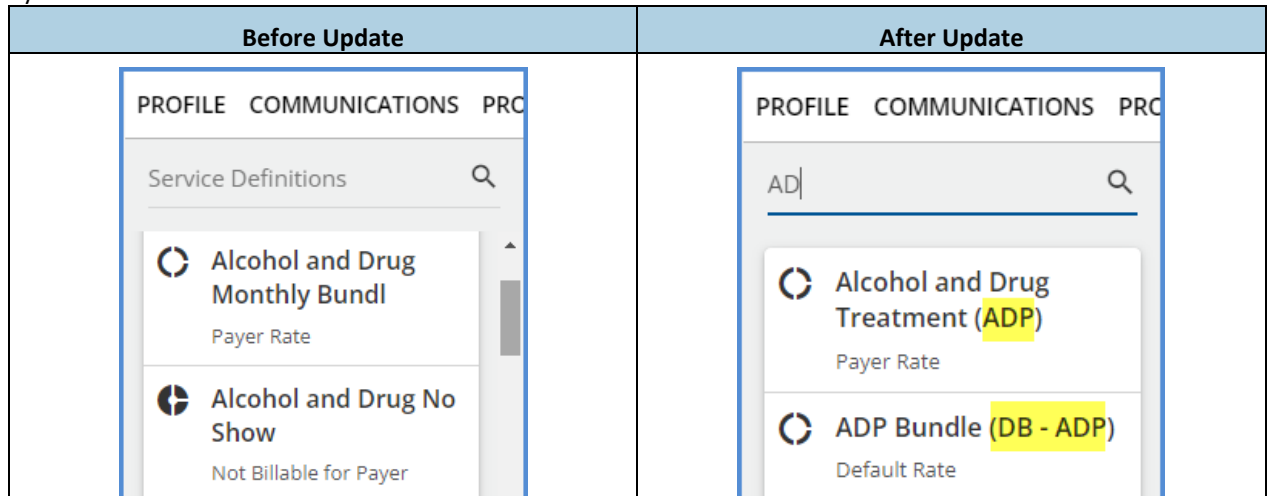 Before Update
After Update
PROFILE COMMUNICATIONS PRO
Service Definitions
Alcohol and Drug
Monthly Bundl
Payer Rate
Alcohol and Drug No
Show
Not Billable for Payer
PROFILE COMMUNICATIONS PRO
AD
Alcohol and Drug
Treatment (ADP)
Payer Rate
ADP Bundle (DB - ADP)
Default Rate